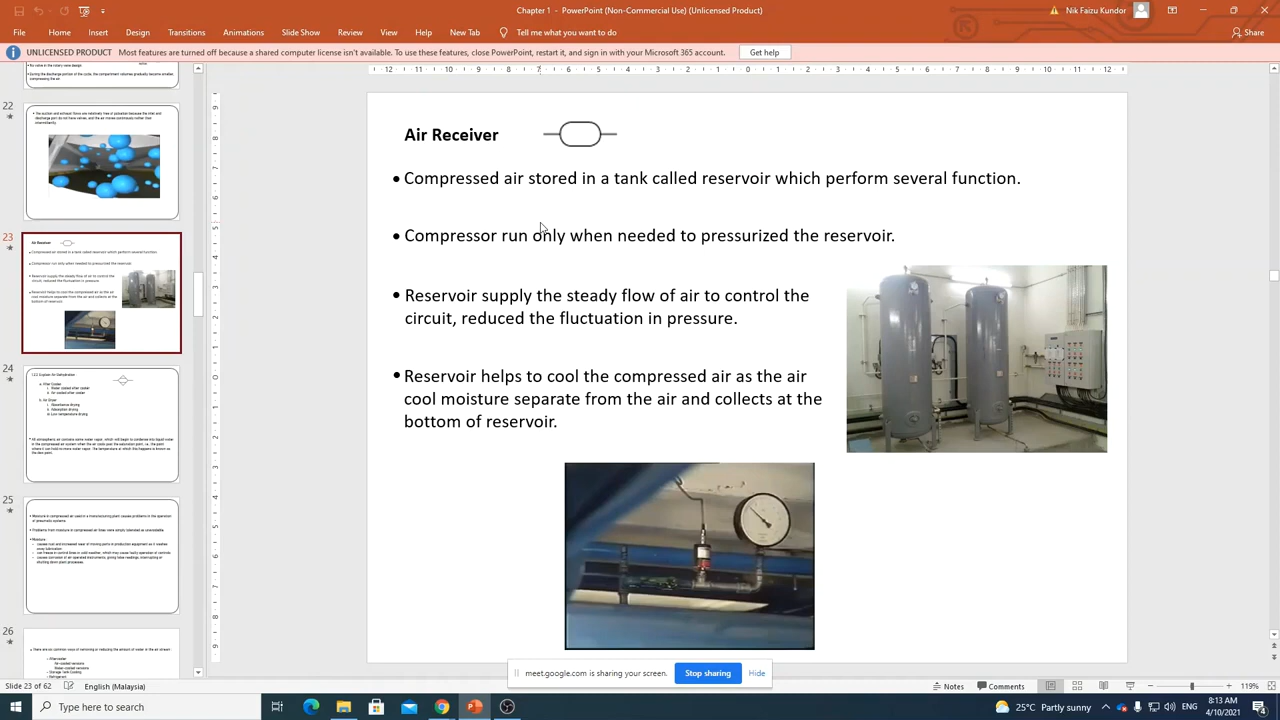 Chapter 1 - PowerPoint (Non-Commercial Use) (Unlicensed Product)
Nik Faizu Kundor
File Home Insert Design Transitions Animations Slide Show Review View Help New Tab Tell me what you want to do
Share
UNLICENSED PRODUCT Most features are turned off because a shared computer license isn't available. To use these features, close PowerPoint, restart it, and sign in with your Microsoft 365 account.
Get help
22
23
24
25
26
Air Receiver
• Compressed air stored in a tank called reservoir which perform several function.
• Compressor run only when needed to pressurized the reservoir.
• Reservoir supply the steady flow of air to control the
circuit, reduced the fluctuation in pressure.
• Reservoir helps to cool the compressed air as the air
cool moisture separate from the air and collects at the
bottom of reservoir.
meet.google.com is sharing your screen.
Stop sharing
Hide
Slide 23 of 62
English (Malaysia)
Notes
Comments
119%
Type here to search
25°C Partly sunny
8:13 AM
4/10/2021